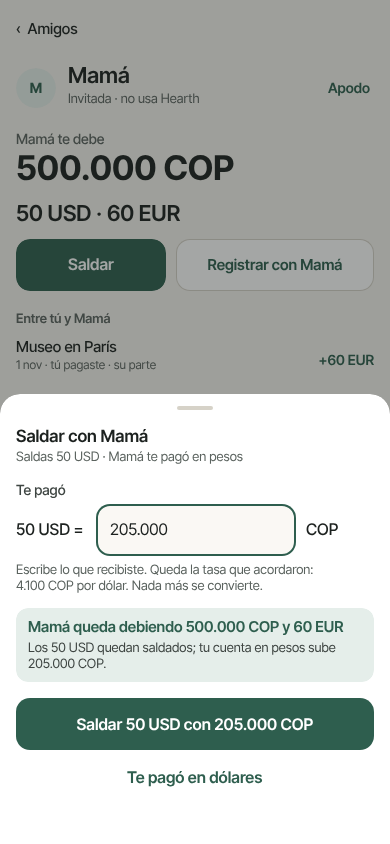 ‹ Amigos
M
Mamá
Invitada · no usa Hearth
Apodo
Mamá te debe
500.000 COP
50 USD · 60 EUR
Saldar
Registrar con Mamá
Entre tú y Mamá
Museo en París
1 nov · tú pagaste · su parte
+60 EUR
Saldar con Mamá
Saldas 50 USD · Mamá te pagó en pesos
Te pagó
50 USD = 205.000 COP
Escribe lo que recibiste. Queda la tasa que acordaron:
4.100 COP por dólar. Nada más se convierte.
Mamá queda debiendo 500.000 COP y 60 EUR
Los 50 USD quedan saldados; tu cuenta en pesos sube
205.000 COP.
Saldar 50 USD con 205.000 COP
Te pagó en dólares